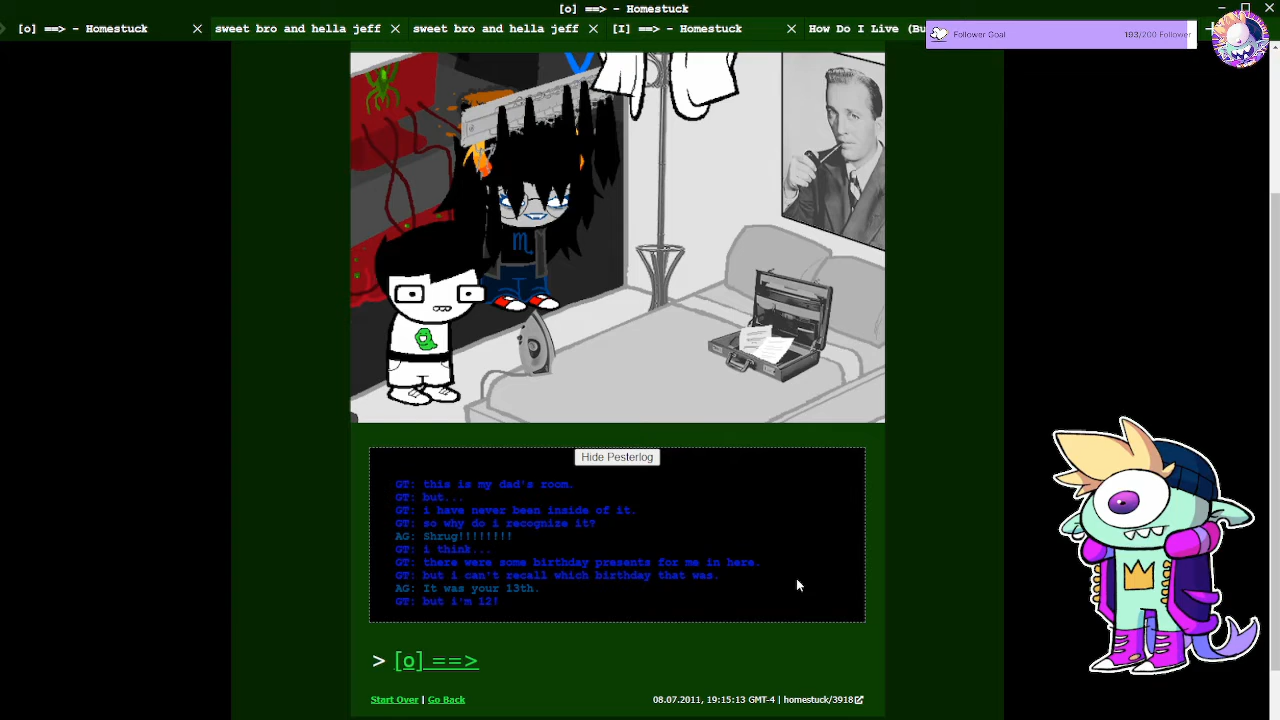 [o] ==> - Homestuck
[o] ==> - Homestuck
sweet bro and hella jeff
sweet bro and hella jeff
[I] ==> - Homestuck
How Do I Live (Bu
Follower Goal
193/200 Follower
Hide Pesterlog
GT: this is my dad's room.
GT: but...
GT: i have never been inside of it.
GT: so why do i recognize it?
AG: Shrug!!!!!!!!
GT: i think...
GT: there were some birthday presents for me in here.
GT: but i can't recall which birthday that was.
AG: It was your 13th.
GT: but i'm 12!
> [o] ==>
Start Over | Go Back
08.07.2011, 19:15:13 GMT-4 | homestuck/3918